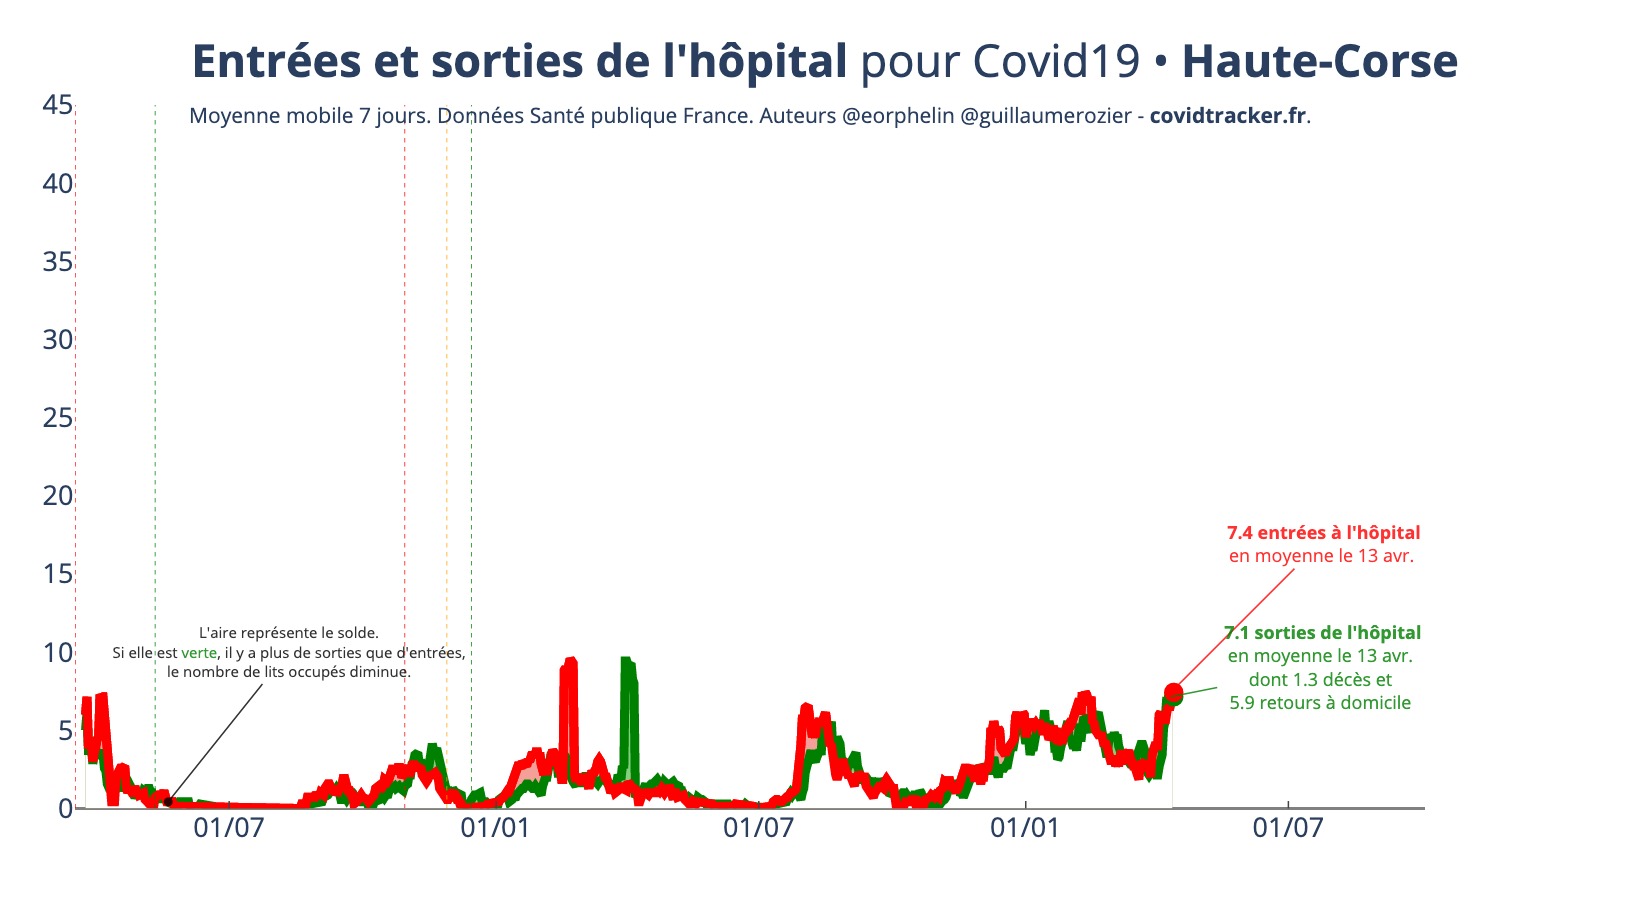 Entrées et sorties de l'hôpital pour Covid19 • Haute-Corse
Moyenne mobile 7 jours. Données Santé publique France. Auteurs @eorphelin @guillaumerozier - covidtracker.fr.
45
40
35
30
25
20
15
10
5
0
L'aire représente le solde.
Si elle est verte, il y a plus de sorties que d'entrées,
le nombre de lits occupés diminue.
7.4 entrées à l'hôpital
en moyenne le 13 avr.
7.1 sorties de l'hôpital
en moyenne le 13 avr.
dont 1.3 décès et
5.9 retours à domicile
01/07
01/01
01/07
01/01
01/07